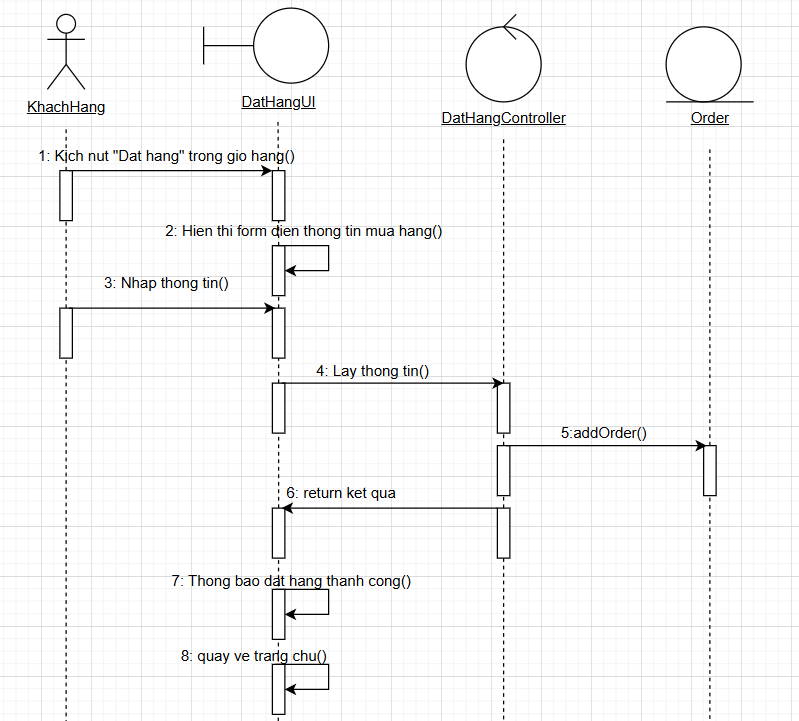 KhachHang
DatHangUI
DatHangController
Order
1: Kich nut "Dat hang" trong gio hang()
2: Hien thi form dien thong tin mua hang()
3: Nhap thong tin()
4: Lay thong tin()
5:addOrder()
6: return ket qua
7: Thong bao dat hang thanh cong()
8: quay ve trang chu()